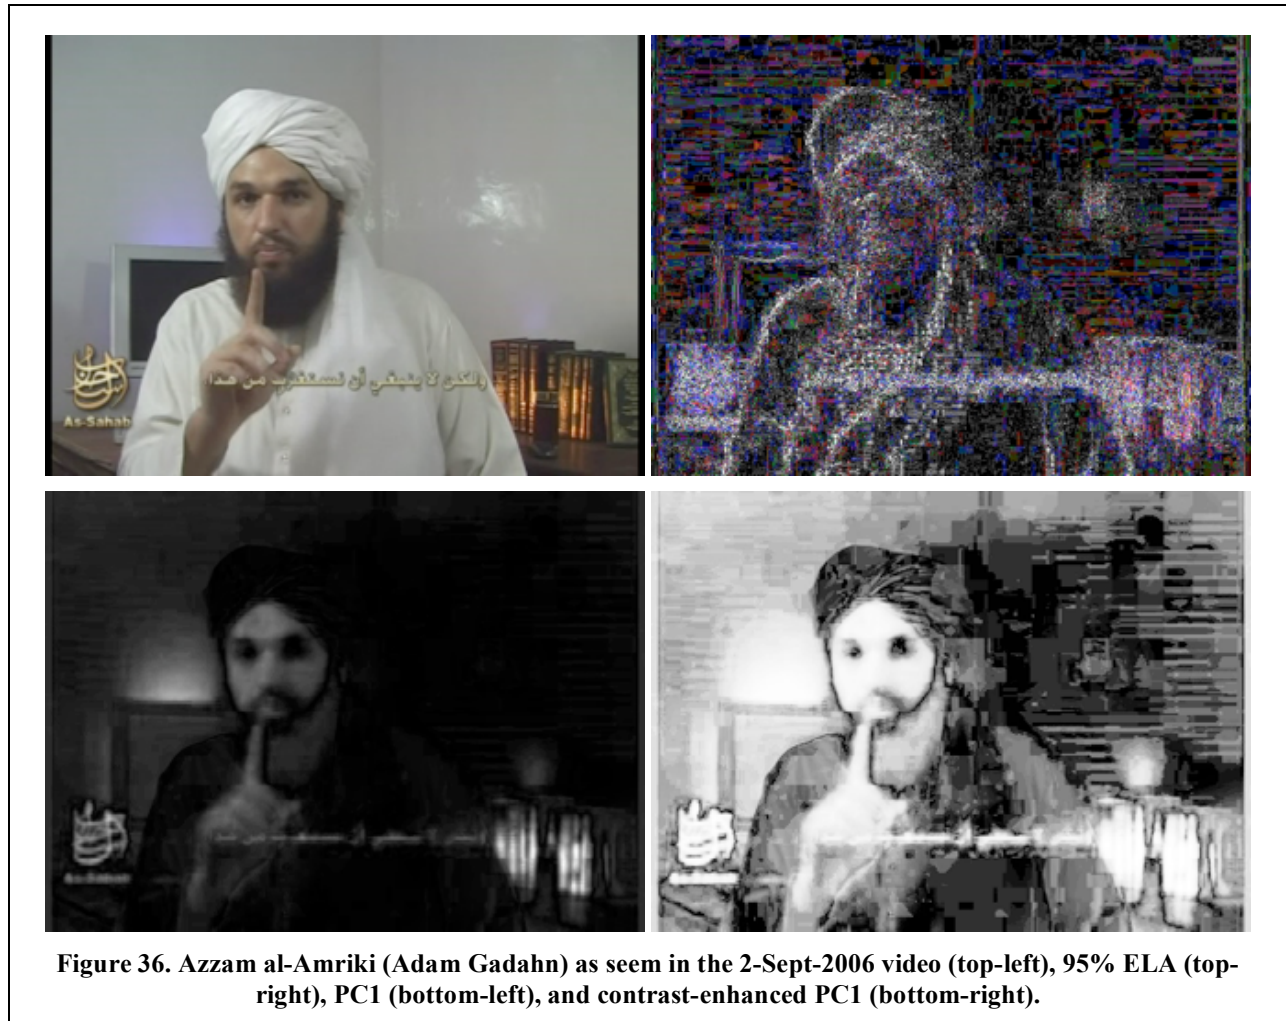 ولكن لا ينبغي أن نستغرب من هذا،
As-Sahab
As-Sahab
Figure 36. Azzam al-Amriki (Adam Gadahn) as seem in the 2-Sept-2006 video (top-left), 95% ELA (top-
right), PC1 (bottom-left), and contrast-enhanced PC1 (bottom-right).